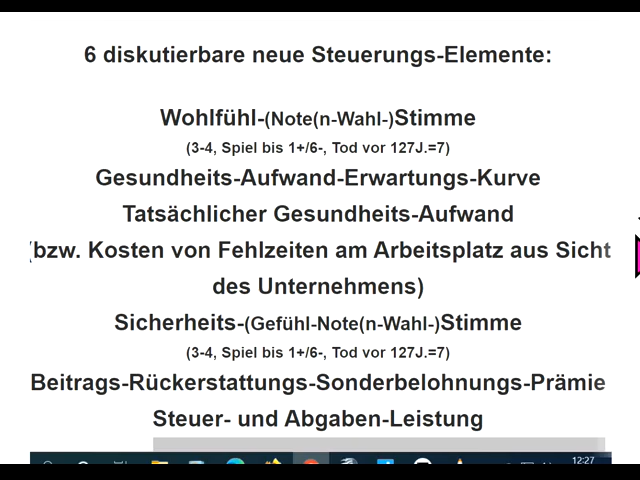 6 diskutierbare neue Steuerungs-Elemente:
Wohlfühl-(Note(n-Wahl-)Stimme
(3-4, Spiel bis 1+/6-, Tod vor 127J.=7)
Gesundheits-Aufwand-Erwartungs-Kurve
Tatsächlicher Gesundheits-Aufwand
(bzw. Kosten von Fehlzeiten am Arbeitsplatz aus Sicht
des Unternehmens)
Sicherheits-(Gefühl-Note(n-Wahl-)Stimme
(3-4, Spiel bis 1+/6-, Tod vor 127J.=7)
Beitrags-Rückerstattungs-Sonderbelohnungs-Prämie
Steuer- und Abgaben-Leistung
12:27